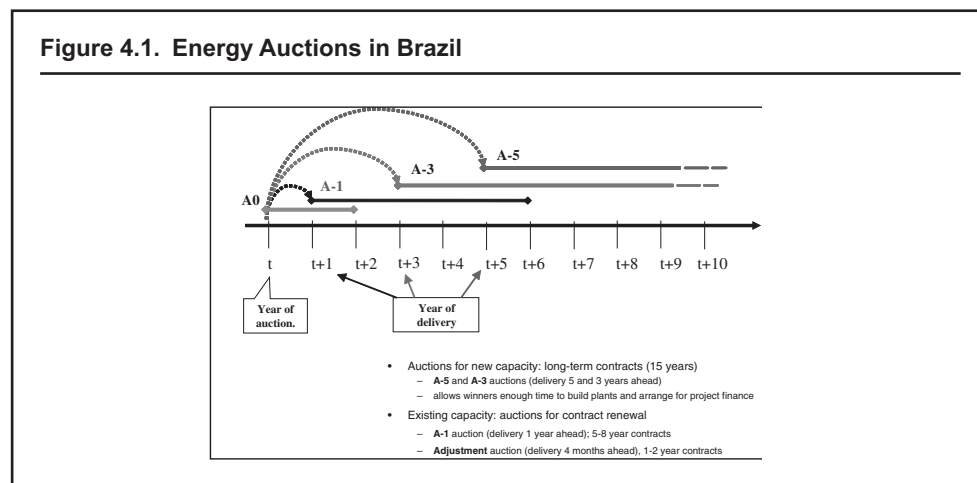 Figure 4.1. Energy Auctions in Brazil
A-5
A-3
A-1
A0
t t+1 t+2 t+3 t+4 t+5 t+6 t+7 t+8 t+9 t+10
Year of
auction.
Year of
delivery
• Auctions for new capacity: long-term contracts (15 years)
– A-5 and A-3 auctions (delivery 5 and 3 years ahead)
– allows winners enough time to build plants and arrange for project finance
• Existing capacity: auctions for contract renewal
– A-1 auction (delivery 1 year ahead); 5-8 year contracts
– Adjustment auction (delivery 4 months ahead), 1-2 year contracts